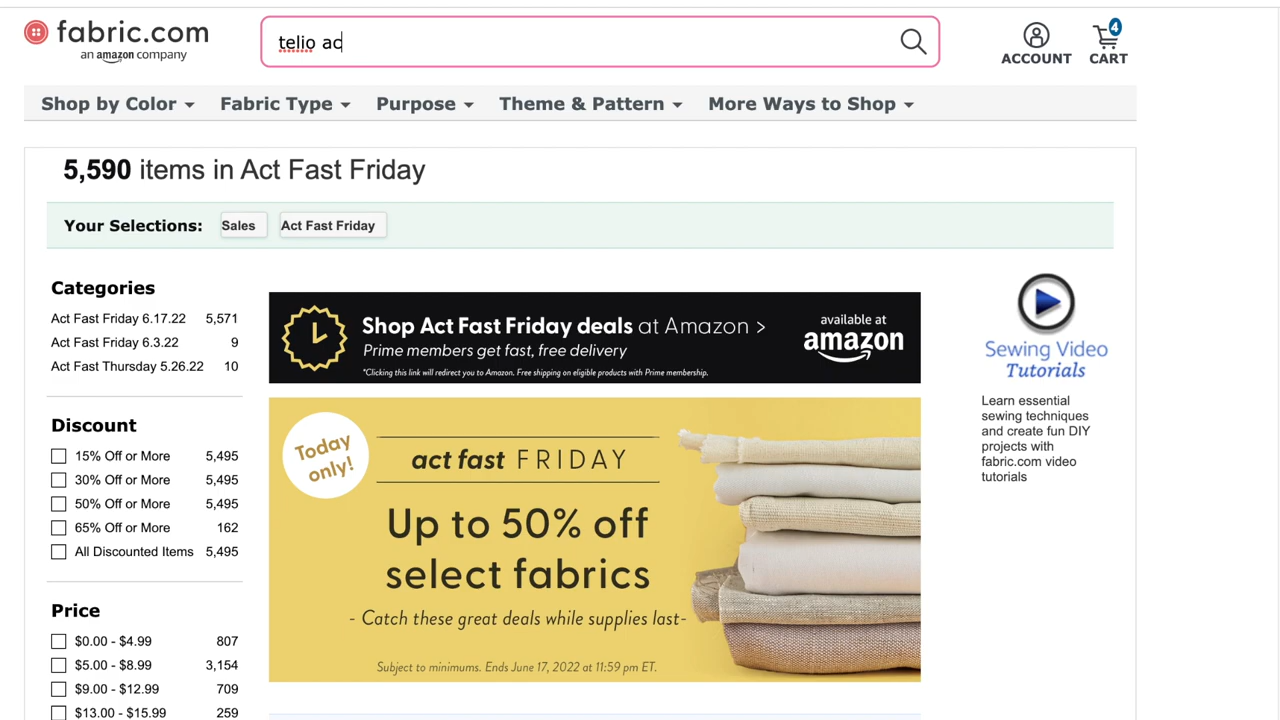 fabric.com
an amazon company
telio ac
4
ACCOUNT
CART
Shop by Color
Fabric Type
Purpose
Theme & Pattern
More Ways to Shop
5,590 items in Act Fast Friday
Your Selections:
Sales
Act Fast Friday
Categories
Act Fast Friday 6.17.22 5,571
Act Fast Friday 6.3.22 9
Act Fast Thursday 5.26.22 10
Discount
15% Off or More 5,495
30% Off or More 5,495
50% Off or More 5,495
65% Off or More 162
All Discounted Items 5,495
Price
$0.00 - $4.99 807
$5.00 - $8.99 3,154
$9.00 - $12.99 709
$13.00 - $15.99 259
Shop Act Fast Friday deals at Amazon >
Prime members get fast, free delivery
*Clicking this link will redirect you to Amazon. Free shipping on eligible products with Prime membership.
available at
amazon
Today
only!
act fast FRIDAY
Up to 50% off
select fabrics
- Catch these great deals while supplies last-
Subject to minimums. Ends June 17, 2022 at 11:59 pm ET.
Sewing Video
Tutorials
Learn essential
sewing techniques
and create fun DIY
projects with
fabric.com video
tutorials